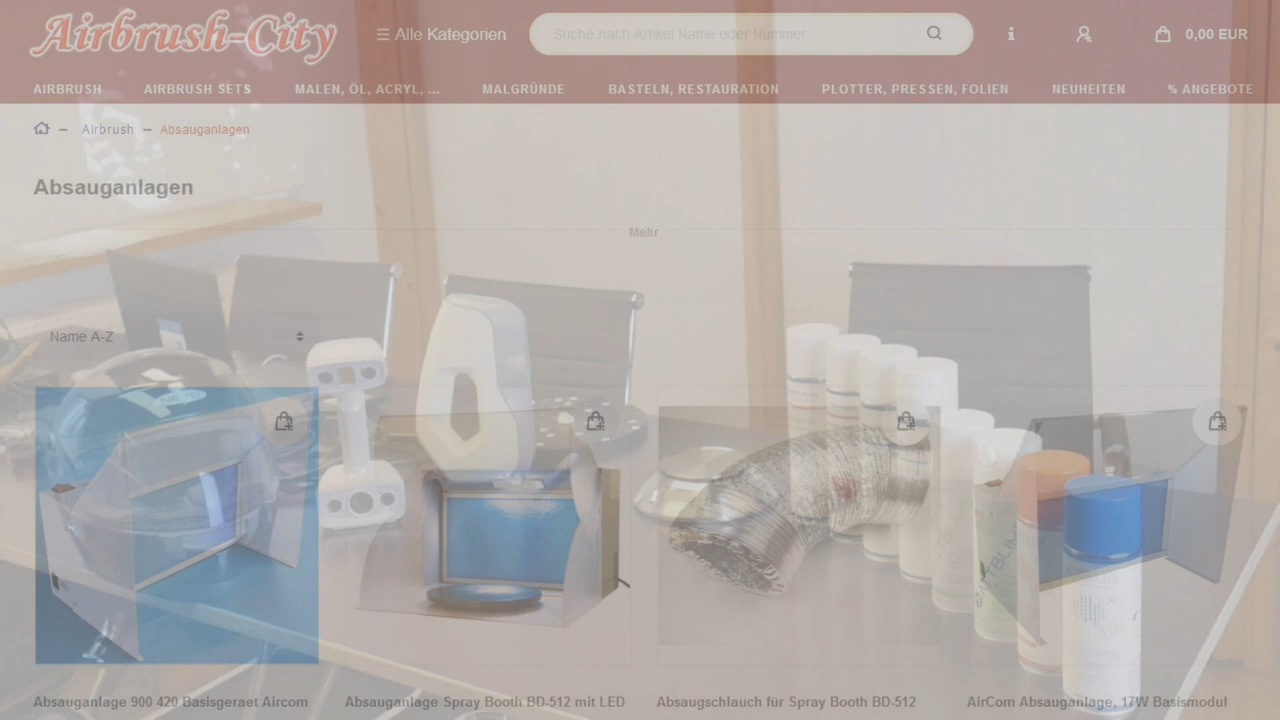 Airbrush-City
Alle Kategorien
Suche nach Artikel Name oder Nummer...
0,00 EUR
AIRBRUSH
AIRBRUSH SETS
MALEN, ÖL, ACRYL, ...
MALGRÜNDE
BASTELN, RESTAURATION
PLOTTER, PRESSEN, FOLIEN
NEUHEITEN
% ANGEBOTE
Airbrush
Absauganlagen
Absauganlagen
Mehr
Name A-Z
Absauganlage 900 420 Basisgeraet Aircom
Absauganlage Spray Booth BD-512 mit LED
Absaugschlauch für Spray Booth BD-512
AirCom Absauganlage, 17W Basismodul